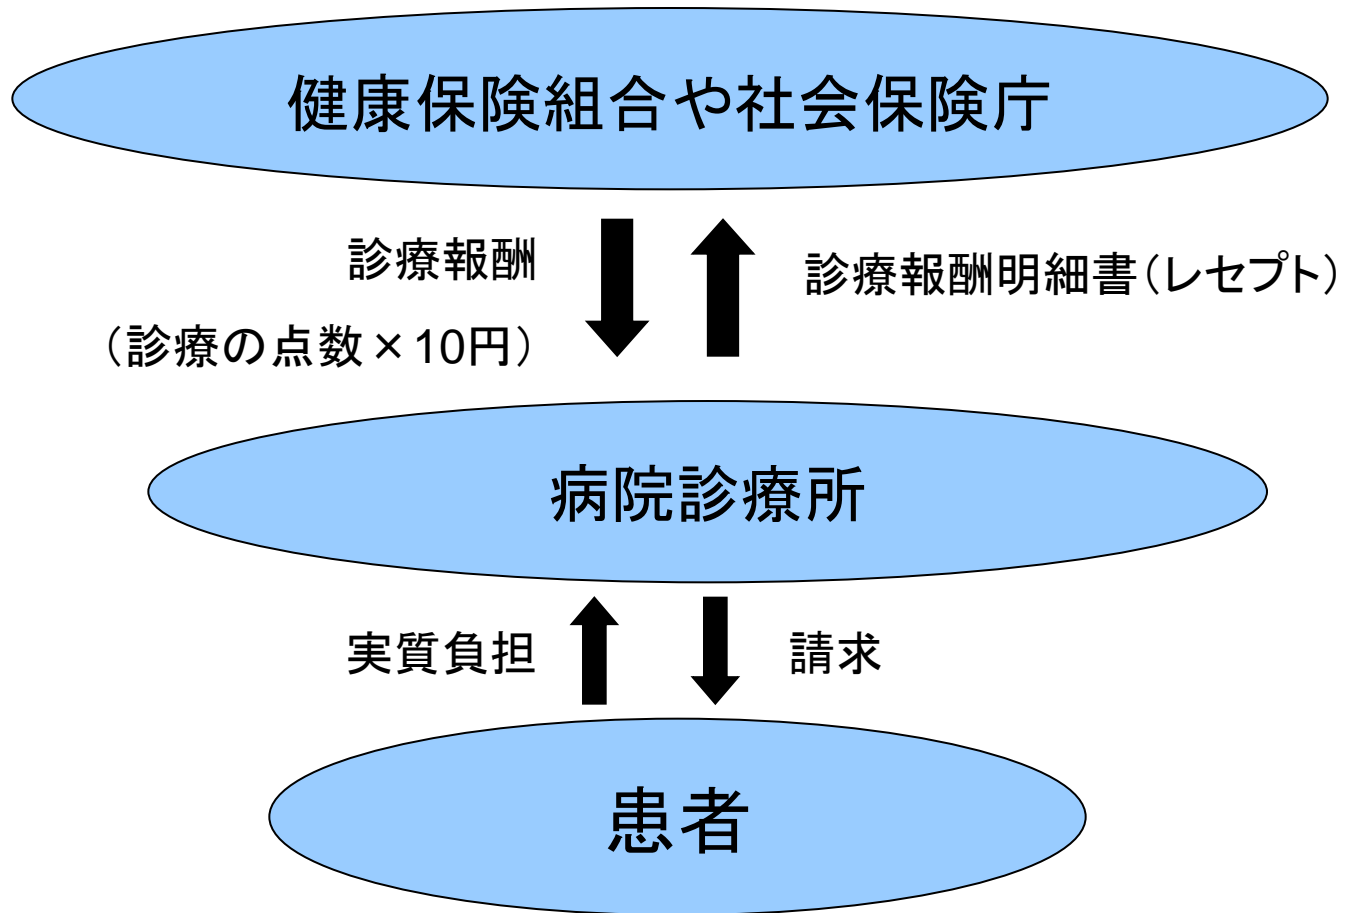 健康保険組合や社会保険庁
診療報酬
（診療の点数×10円）
診療報酬明細書（レセプト）
病院診療所
実質負担
請求
患者